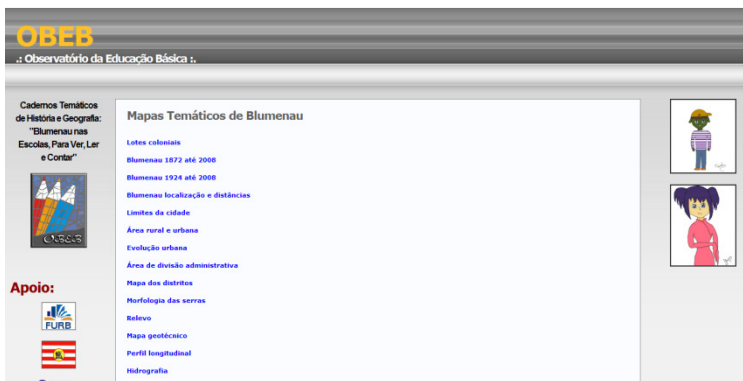 OBEB
.: Observatório da Educação Básica :.
Cadernos Temáticos
de História e Geografia:
"Blumenau nas
Escolas, Para Ver, Ler
e Contar"
OBEB
Apoio:
FURB
Mapas Temáticos de Blumenau
Lotes coloniais
Blumenau 1872 até 2008
Blumenau 1924 até 2008
Blumenau localização e distâncias
Limites da cidade
Área rural e urbana
Evolução urbana
Área de divisão administrativa
Mapa dos distritos
Morfologia das serras
Relevo
Mapa geotécnico
Perfil longitudinal
Hidrografia